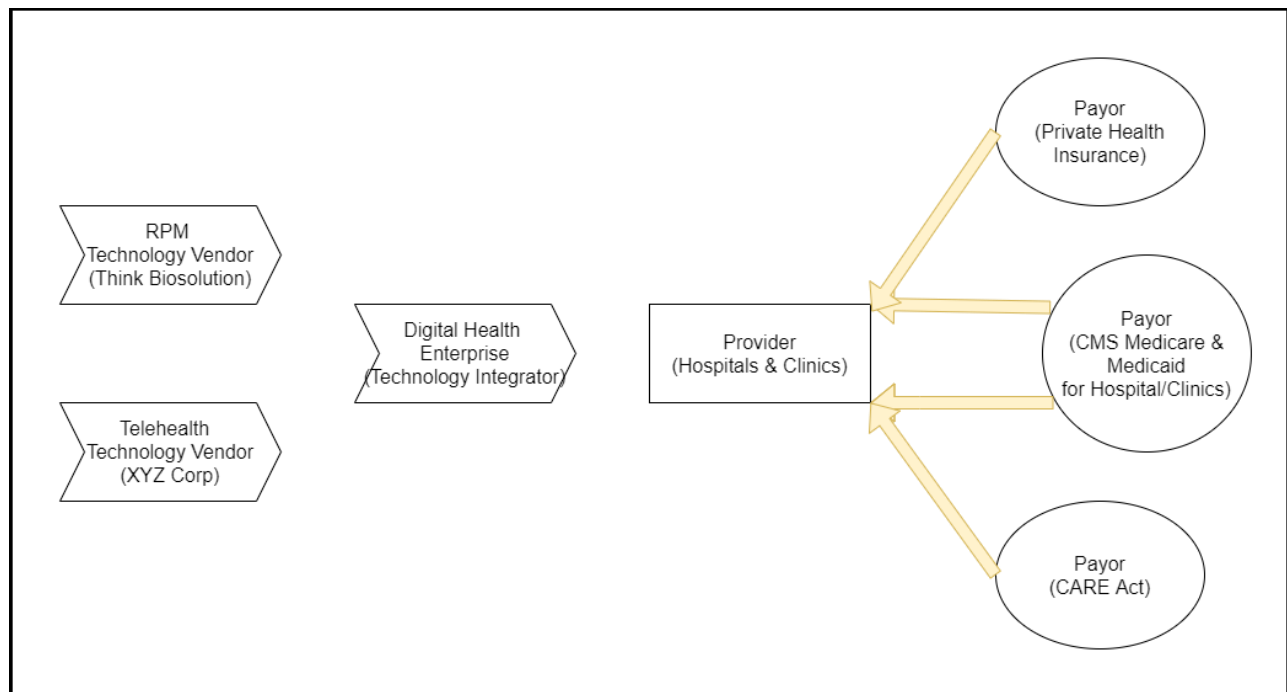 RPM
Technology Vendor
(Think Biosolution)
Telehealth
Technology Vendor
(XYZ Corp)
Digital Health
Enterprise
(Technology Integrator)
Provider
(Hospitals & Clinics)
Payor
(Private Health
Insurance)
Payor
(CMS Medicare &
Medicaid
for Hospital/Clinics)
Payor
(CARE Act)